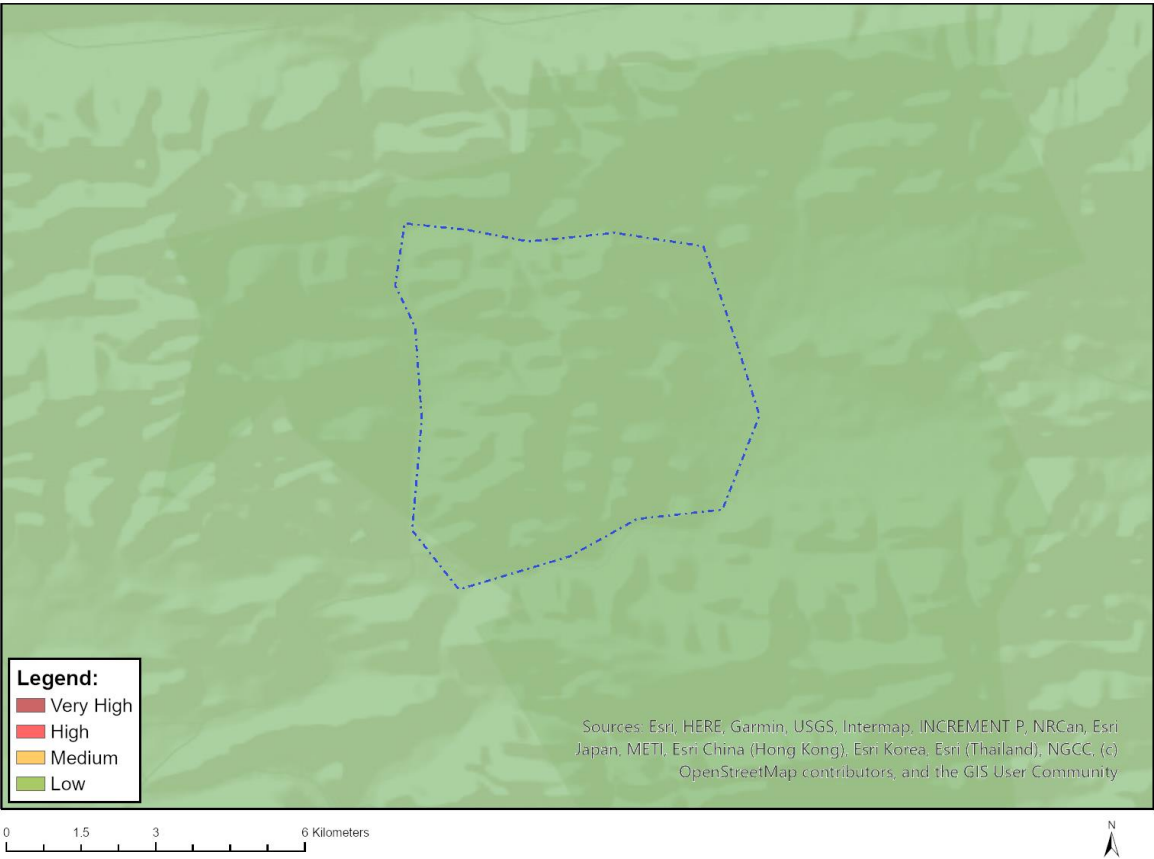 Legend:
Very High
High
Medium
Low
Sources: Esri, HERE, Garmin, USGS, Intermap, INCREMENT P, NRCan, Esri
Japan, METI, Esri China (Hong Kong), Esri Korea, Esri (Thailand), NGCC, (c)
OpenStreetMap contributors, and the GIS User Community
0 1.5 3 6 Kilometers
N